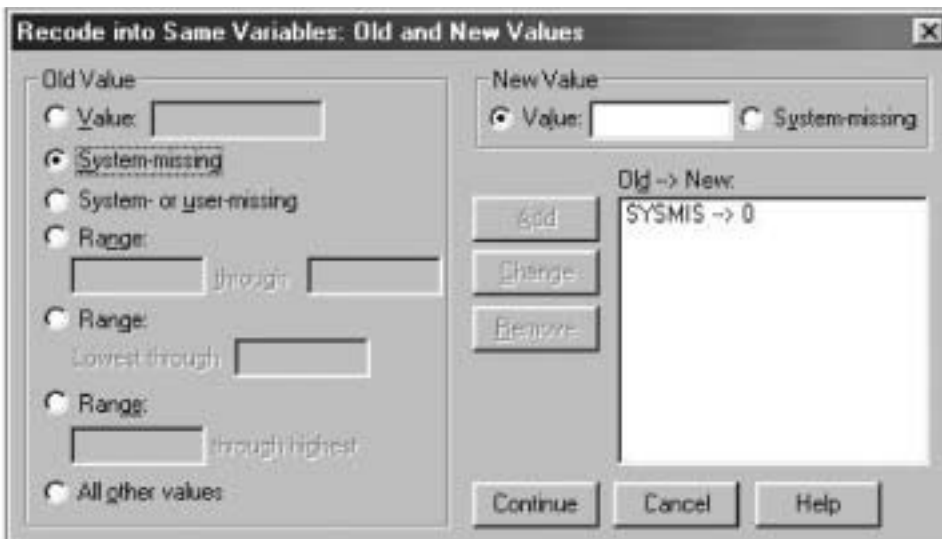 Recode into Same Variables: Old and New Values
Old Value
Value:
System-missing
System- or user-missing
Range:
through
Range:
Lowest through
Range:
through highest
All other values
New Value
Value:
System-missing
Old --> New:
SYSMIS --> 0
Add
Change
Remove
Continue
Cancel
Help